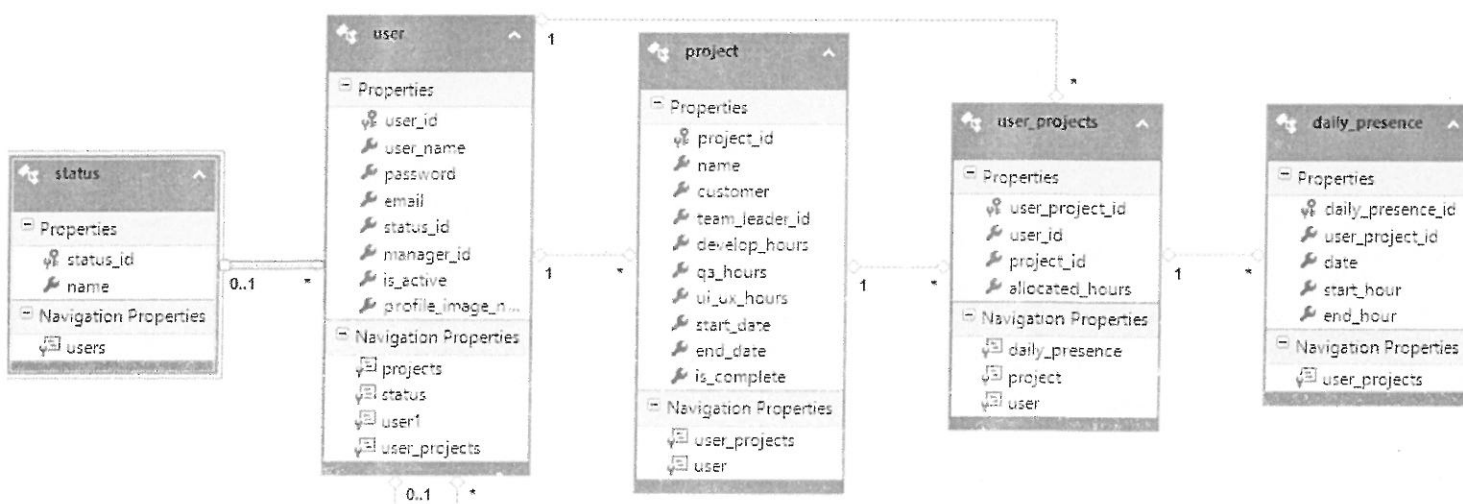 status
Properties
status_id
name
Navigation Properties
users
0..1
*
user
Properties
user_id
user_name
password
email
status_id
manager_id
is_active
profile_image_n...
Navigation Properties
projects
status
user1
user_projects
0..1
*
1
1
*
project
Properties
project_id
name
customer
team_leader_id
develop_hours
qa_hours
ui_ux_hours
start_date
end_date
is_complete
Navigation Properties
user_projects
user
1
*
*
user_projects
Properties
user_project_id
user_id
project_id
allocated_hours
Navigation Properties
daily_presence
project
user
1
*
daily_presence
Properties
daily_presence_id
user_project_id
date
start_hour
end_hour
Navigation Properties
user_projects